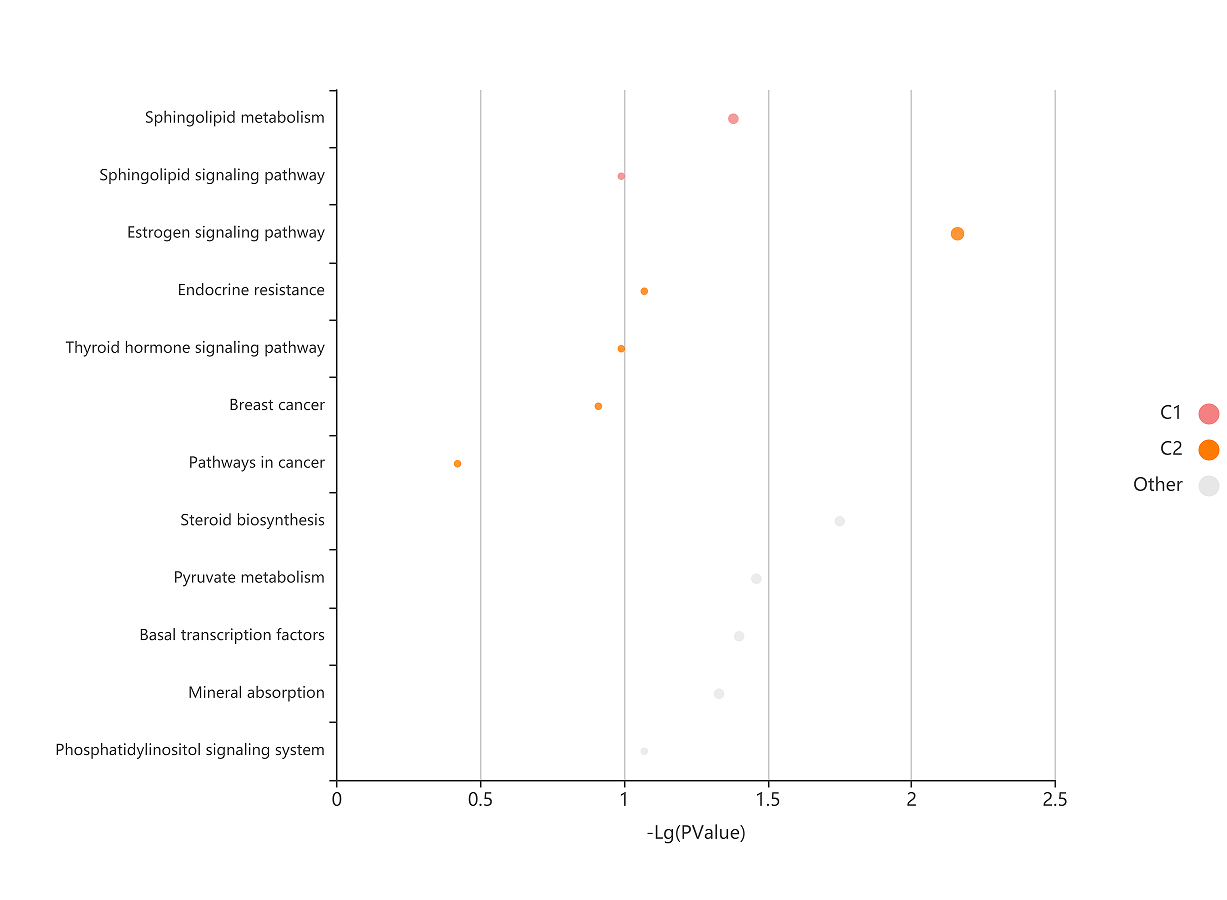 Sphingolipid metabolism
Sphingolipid signaling pathway
Estrogen signaling pathway
Endocrine resistance
Thyroid hormone signaling pathway
Breast cancer
Pathways in cancer
Steroid biosynthesis
Pyruvate metabolism
Basal transcription factors
Mineral absorption
Phosphatidylinositol signaling system
0 0.5 1 1.5 2 2.5
-Lg(PValue)
C1
C2
Other